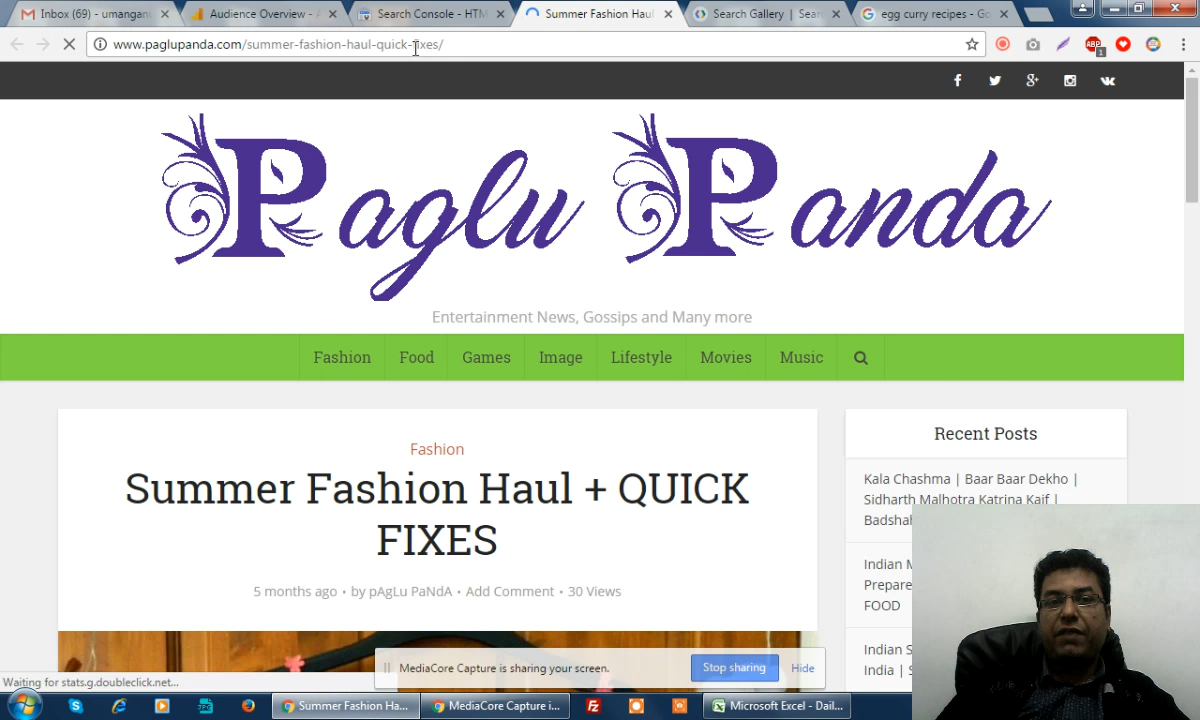 Inbox (69) - umangani
Audience Overview - A
Search Console - HTM
Summer Fashion Haul
Search Gallery | Sear
egg curry recipes - Go
www.paglupanda.com/summer-fashion-haul-quick-fixes/
ABP
1
Paglu Panda
Entertainment News, Gossips and Many more
Fashion
Food
Games
Image
Lifestyle
Movies
Music
Fashion
Summer Fashion Haul + QUICK
FIXES
5 months ago • by pAgLu PaNdA • Add Comment • 30 Views
Recent Posts
Kala Chashma | Baar Baar Dekho |
Sidharth Malhotra Katrina Kaif |
Badshah
Indian M
Prepare
FOOD
Indian S
India | S
MediaCore Capture is sharing your screen.
Stop sharing
Hide
Waiting for stats.g.doubleclick.net...
Summer Fashion Ha...
MediaCore Capture i...
Microsoft Excel - Dail...